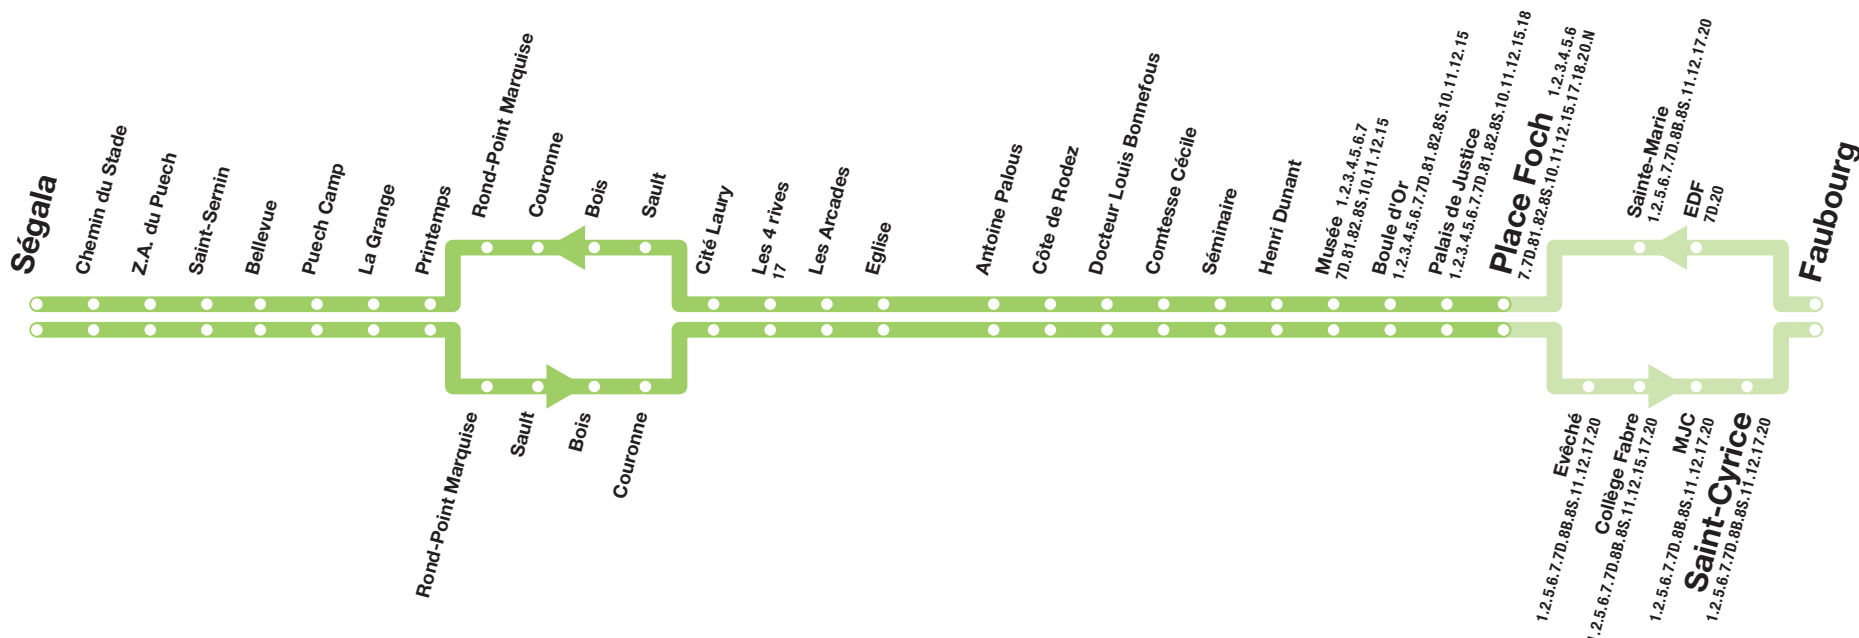 Ségala
Chemin du Stade
Z.A. du Puech
Saint-Sernin
Bellevue
Puech Camp
La Grange
Printemps
Rond-Point Marquise
Couronne
Bois
Sault
Cité Laury
Les 4 rives
17
Les Arcades
Eglise
Antoine Palous
Côte de Rodez
Docteur Louis Bonnefous
Comtesse Cécile
Séminaire
Henri Dunant
Musée 1.2.3.4.5.6.7
7D.81.82.8S.10.11.12.15
Boule d'Or
1.2.3.4.5.6.7.7D.81.82.8S.10.11.12.15
Palais de Justice
1.2.3.4.5.6.7.7D.81.82.8S.10.11.12.15.18
Place Foch 1.2.3.4.5.6
7.7D.81.82.8S.10.11.12.15.17.18.20.N
Sainte-Marie
1.2.5.6.7.7D.8B.8S.11.12.17.20
EDF
7D.20
Faubourg
Rond-Point Marquise
Sault
Bois
Couronne
Evêché
1.2.5.6.7.7D.8B.8S.11.12.17.20
Collège Fabre
1.2.5.6.7.7D.8B.8S.11.12.15.17.20
MJC
1.2.5.6.7.7D.8B.8S.11.12.17.20
Saint-Cyrice
1.2.5.6.7.7D.8B.8S.11.12.17.20